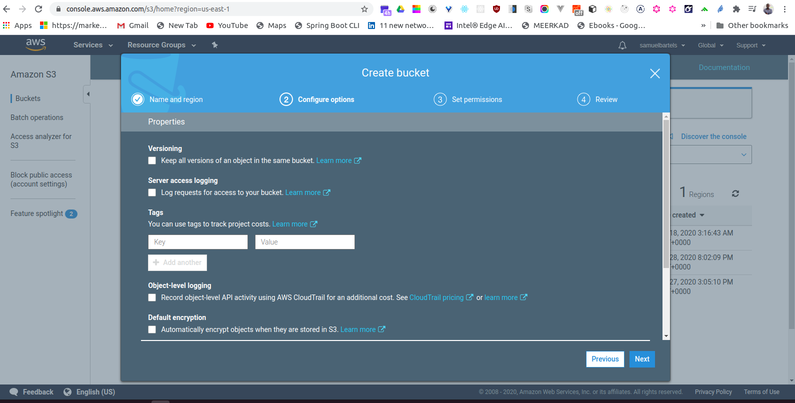 console.aws.amazon.com/s3/home?region=us-east-1
Apps https://marke... Gmail New Tab YouTube Maps Spring Boot CLI 11 new netwo... Intel® Edge AI... MEERKAD Ebooks - Goog... » Other bookmarks
aws Services Resource Groups samuelbartels Global Support
Amazon S3
Buckets
Batch operations
Access analyzer for
S3
Block public access
(account settings)
Feature spotlight 2
Documentation
Discover the console
1 Regions
created
18, 2020 3:16:43 AM
+0000
28, 2020 8:02:09 PM
+0000
27, 2020 3:05:10 PM
+0000
Create bucket
Name and region
2 Configure options
3 Set permissions
4 Review
Properties
Versioning
Keep all versions of an object in the same bucket. Learn more
Server access logging
Log requests for access to your bucket. Learn more
Tags
You can use tags to track project costs. Learn more
Key Value
+ Add another
Object-level logging
Record object-level API activity using AWS CloudTrail for an additional cost. See CloudTrail pricing or learn more
Default encryption
Automatically encrypt objects when they are stored in S3. Learn more
Previous Next
Feedback English (US) © 2008 - 2020, Amazon Web Services, Inc. or its affiliates. All rights reserved. Privacy Policy Terms of Use